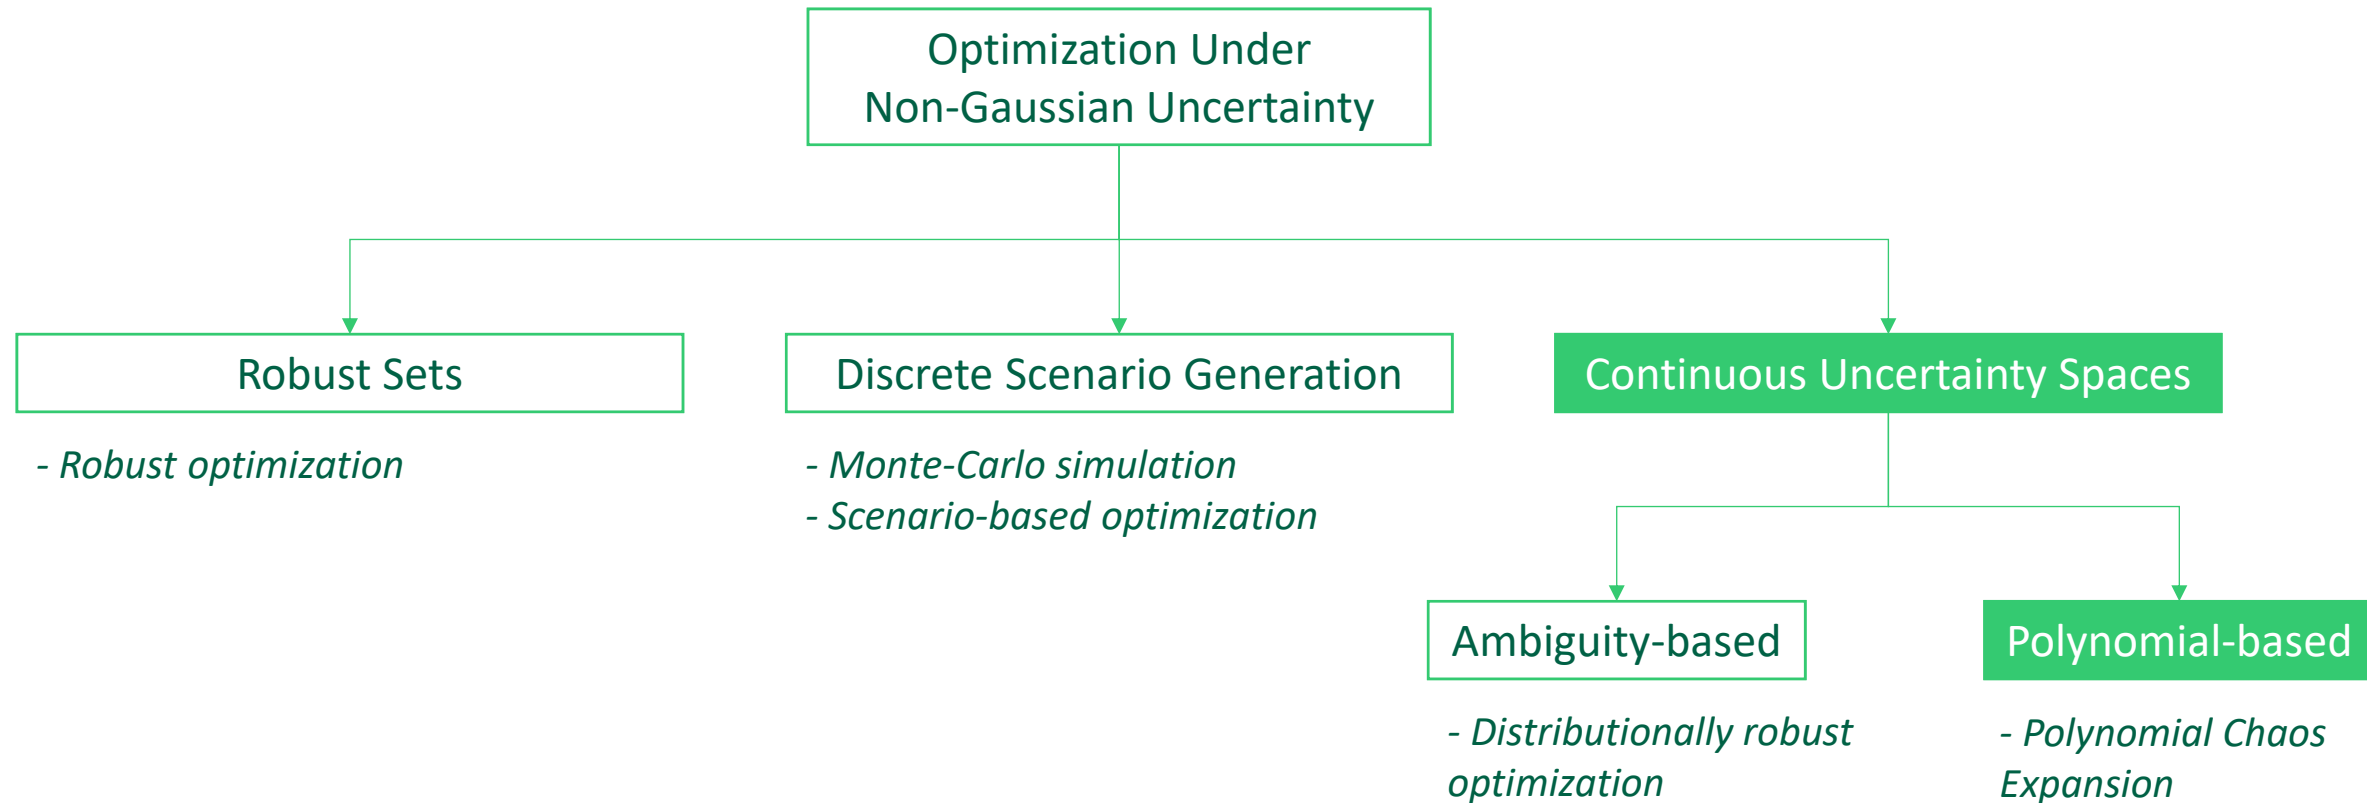 Optimization Under
Non-Gaussian Uncertainty
Robust Sets
Discrete Scenario Generation
Continuous Uncertainty Spaces
- Robust optimization
- Monte-Carlo simulation
- Scenario-based optimization
Ambiguity-based
Polynomial-based
- Distributionally robust
optimization
- Polynomial Chaos
Expansion